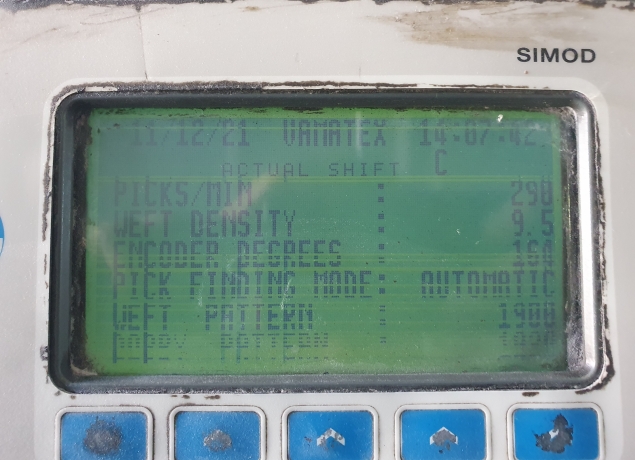 SIMOD
11/12/21 VAMATEX 14:07:42
ACTUAL SHIFT C
PICKS/MIN : 290
WEFT DENSITY : 9.5
ENCODER DEGREES :
PICK FINDING MODE: AUTOMATIC
WEFT PATTERN : 1900
PATTERN :